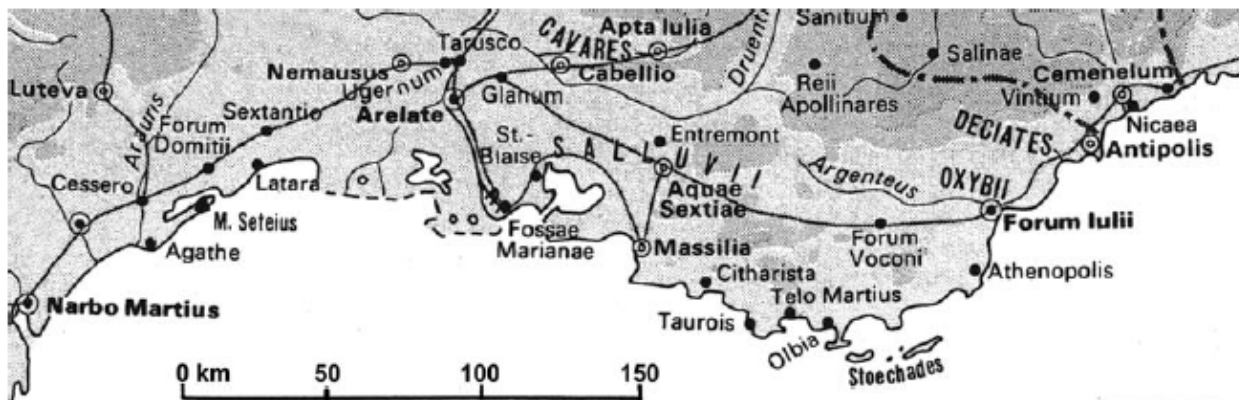 Sanitium
Apta Iulia
Tarusco
CAVARES
Salinae
Nemausus
Druenti
Cemenelum
Ugernum
Cabellio
Reii
Apollinares
Luteva
Glanum
Vintium
Sextantio
Arelate
Nicaea
Arauris
Forum
Domitii
St.-
Blaise
Entremont
DECIATES
Antipolis
SALLUVII
Cessero
Latara
Argenteus
OXYBII
Aquae
Sextiae
M. Seteius
Fossae
Marianae
Forum Iulii
Agathe
Massilia
Forum
Voconi
Citharista
Athenopolis
Narbo Martius
Telo Martius
Taurois
Olbia
Stoechades
0 km 50 100 150